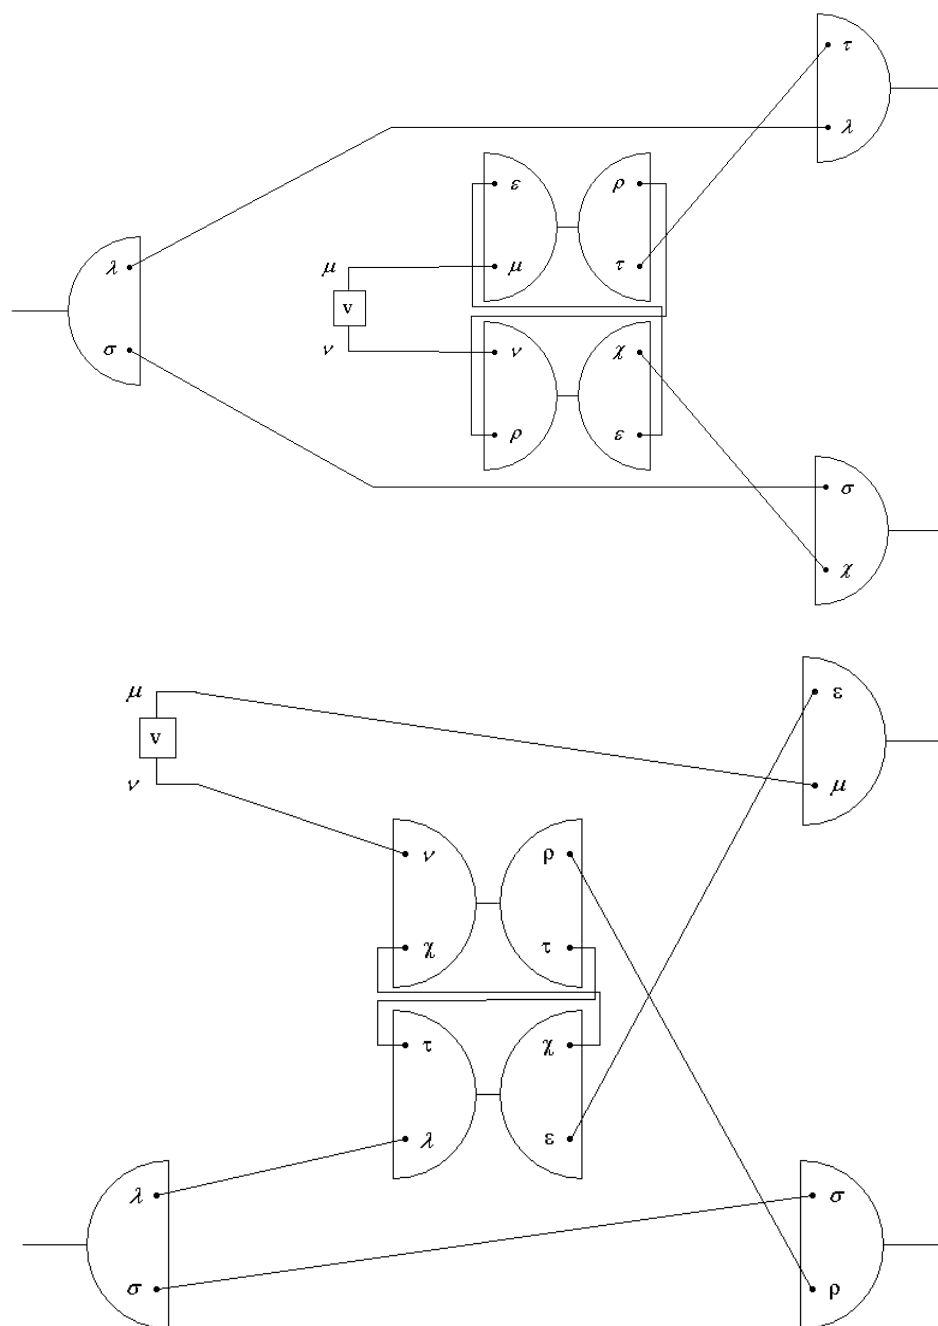 τ
λ
ε ρ
λ μ μ τ
v
σ ν ν χ
ρ ε
σ
χ
μ ε
v
ν μ
ν ρ
χ τ
τ χ
λ ε
λ σ
σ ρ